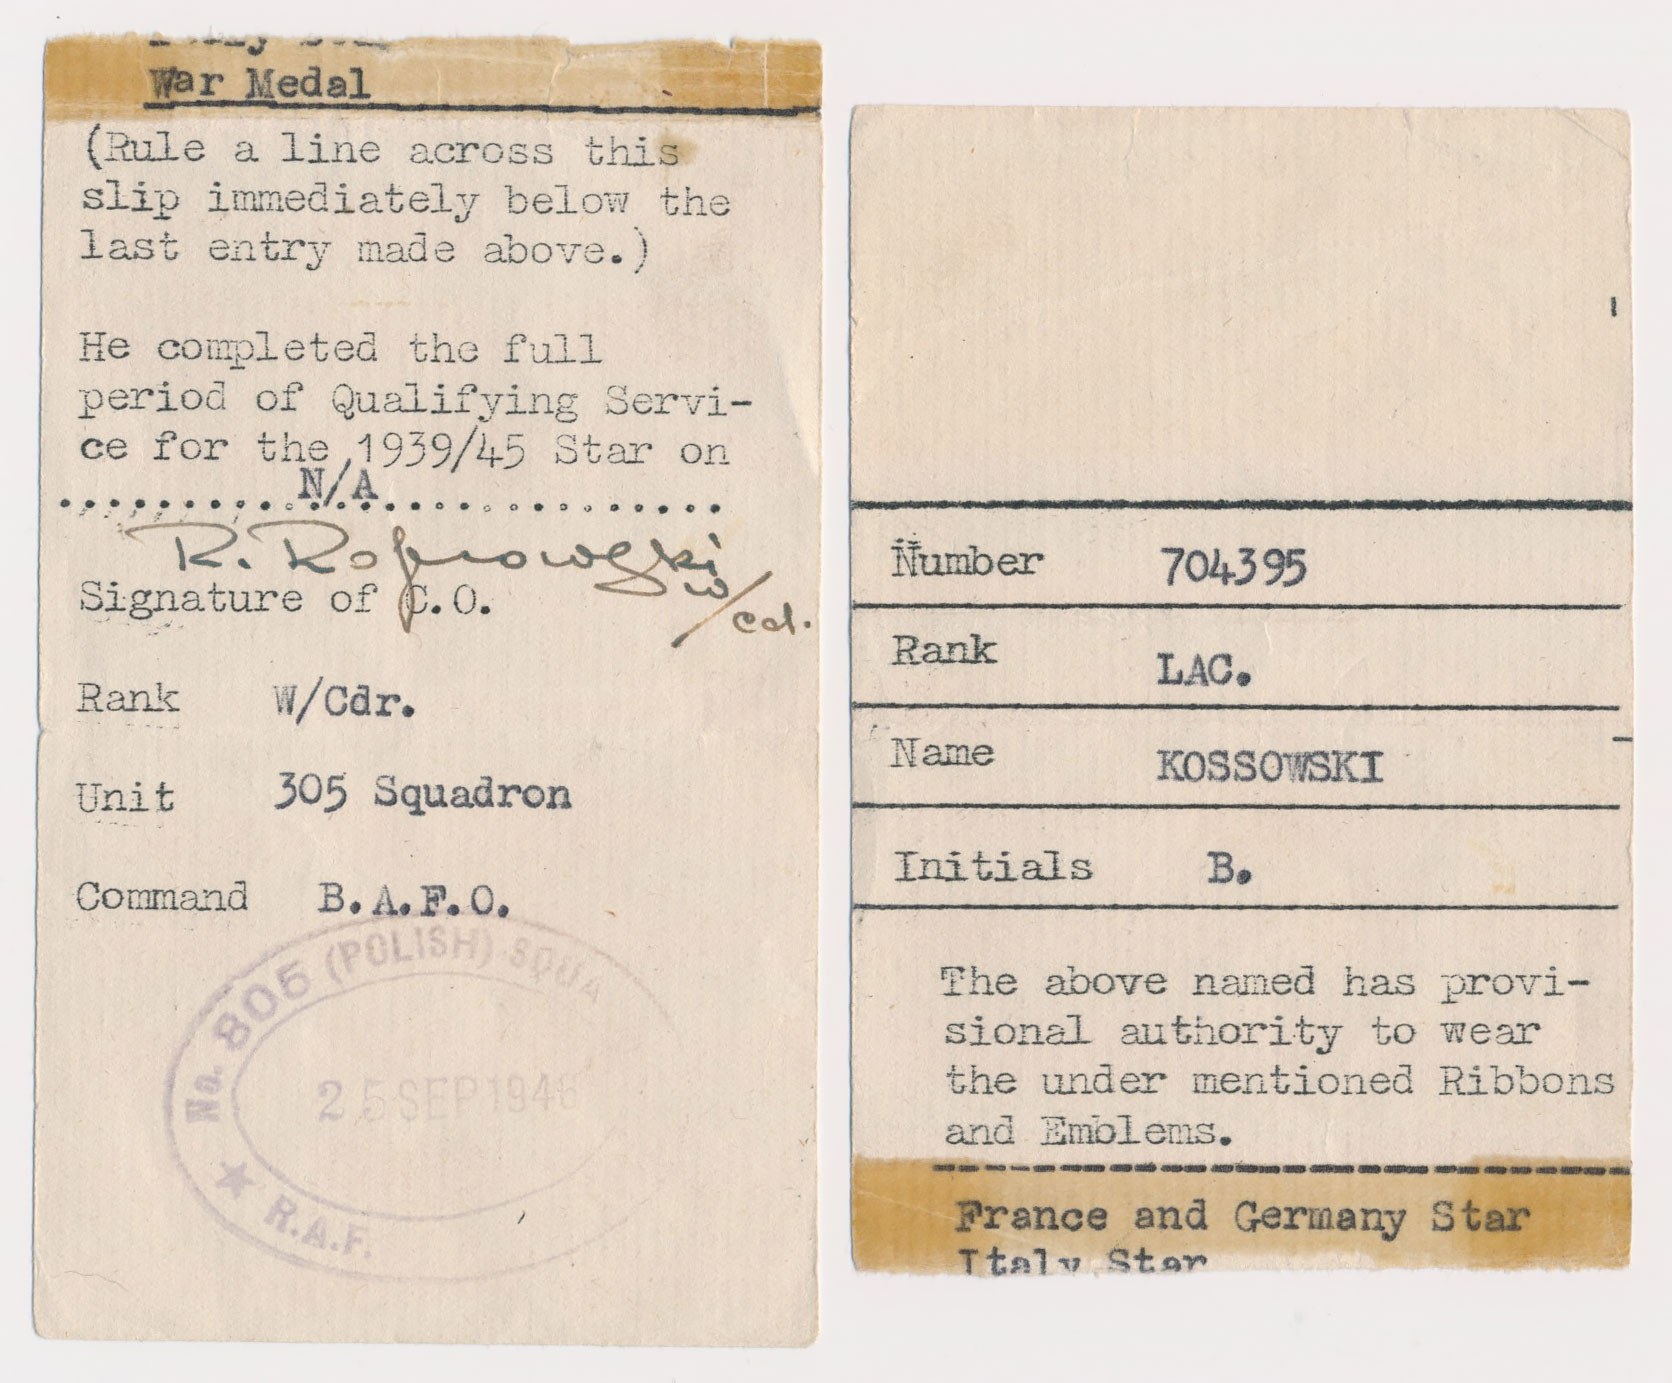 War Medal
(Rule a line across this
slip immediately below the
last entry made above.)
He completed the full
period of Qualifying Servi-
ce for the 1939/45 Star on
N/A
R.
W/Cdr.
Signature of C.O.
Rank W/Cdr.
Unit 305 Squadron
Command B.A.F.O.
No. 305 (POLISH) SQUA
25 SEP 1946
R.A.F.
Number 704395
Rank LAC.
Name KOSSOWSKI
Initials B.
The above named has provi-
sional authority to wear
the under mentioned Ribbons
and Emblems.
France and Germany Star
Italy Star